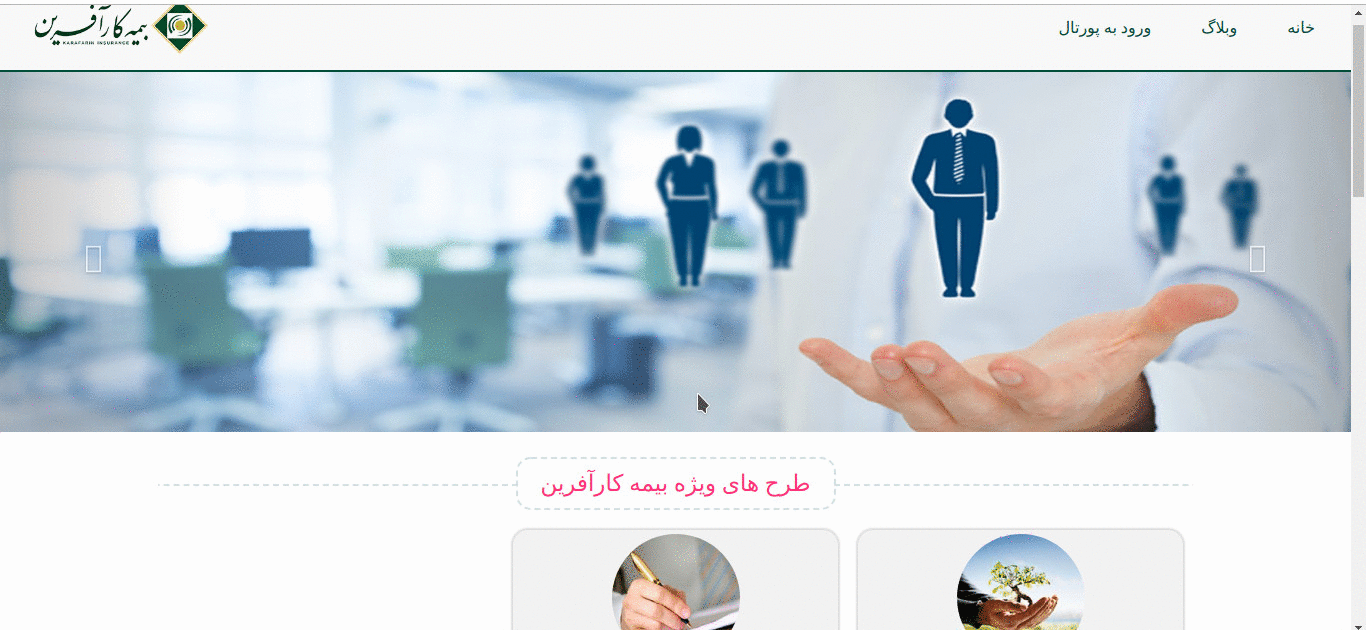 خانه
وبلاگ
ورود به پورتال
بیمه کارآفرین
KARAFARIN INSURANCE
طرح های ویژه بیمه کارآفرین